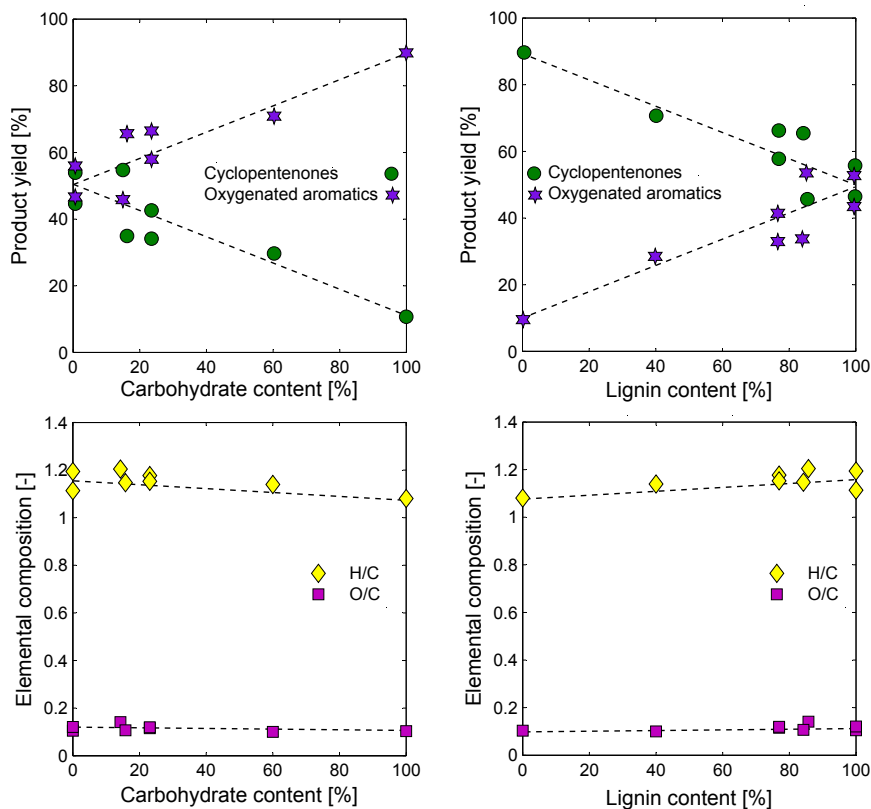 100
80
60
40
20
0
Product yield [%]
Cyclopentenones
Oxygenated aromatics
0 20 40 60 80 100
Carbohydrate content [%]
100
80
60
40
20
0
Product yield [%]
Cyclopentenones
Oxygenated aromatics
0 20 40 60 80 100
Lignin content [%]
1.4
1.2
1
0.8
0.6
0.4
0.2
0
Elemental composition [-]
H/C
O/C
0 20 40 60 80 100
Carbohydrate content [%]
1.4
1.2
1
0.8
0.6
0.4
0.2
0
Elemental composition [-]
H/C
O/C
0 20 40 60 80 100
Lignin content [%]